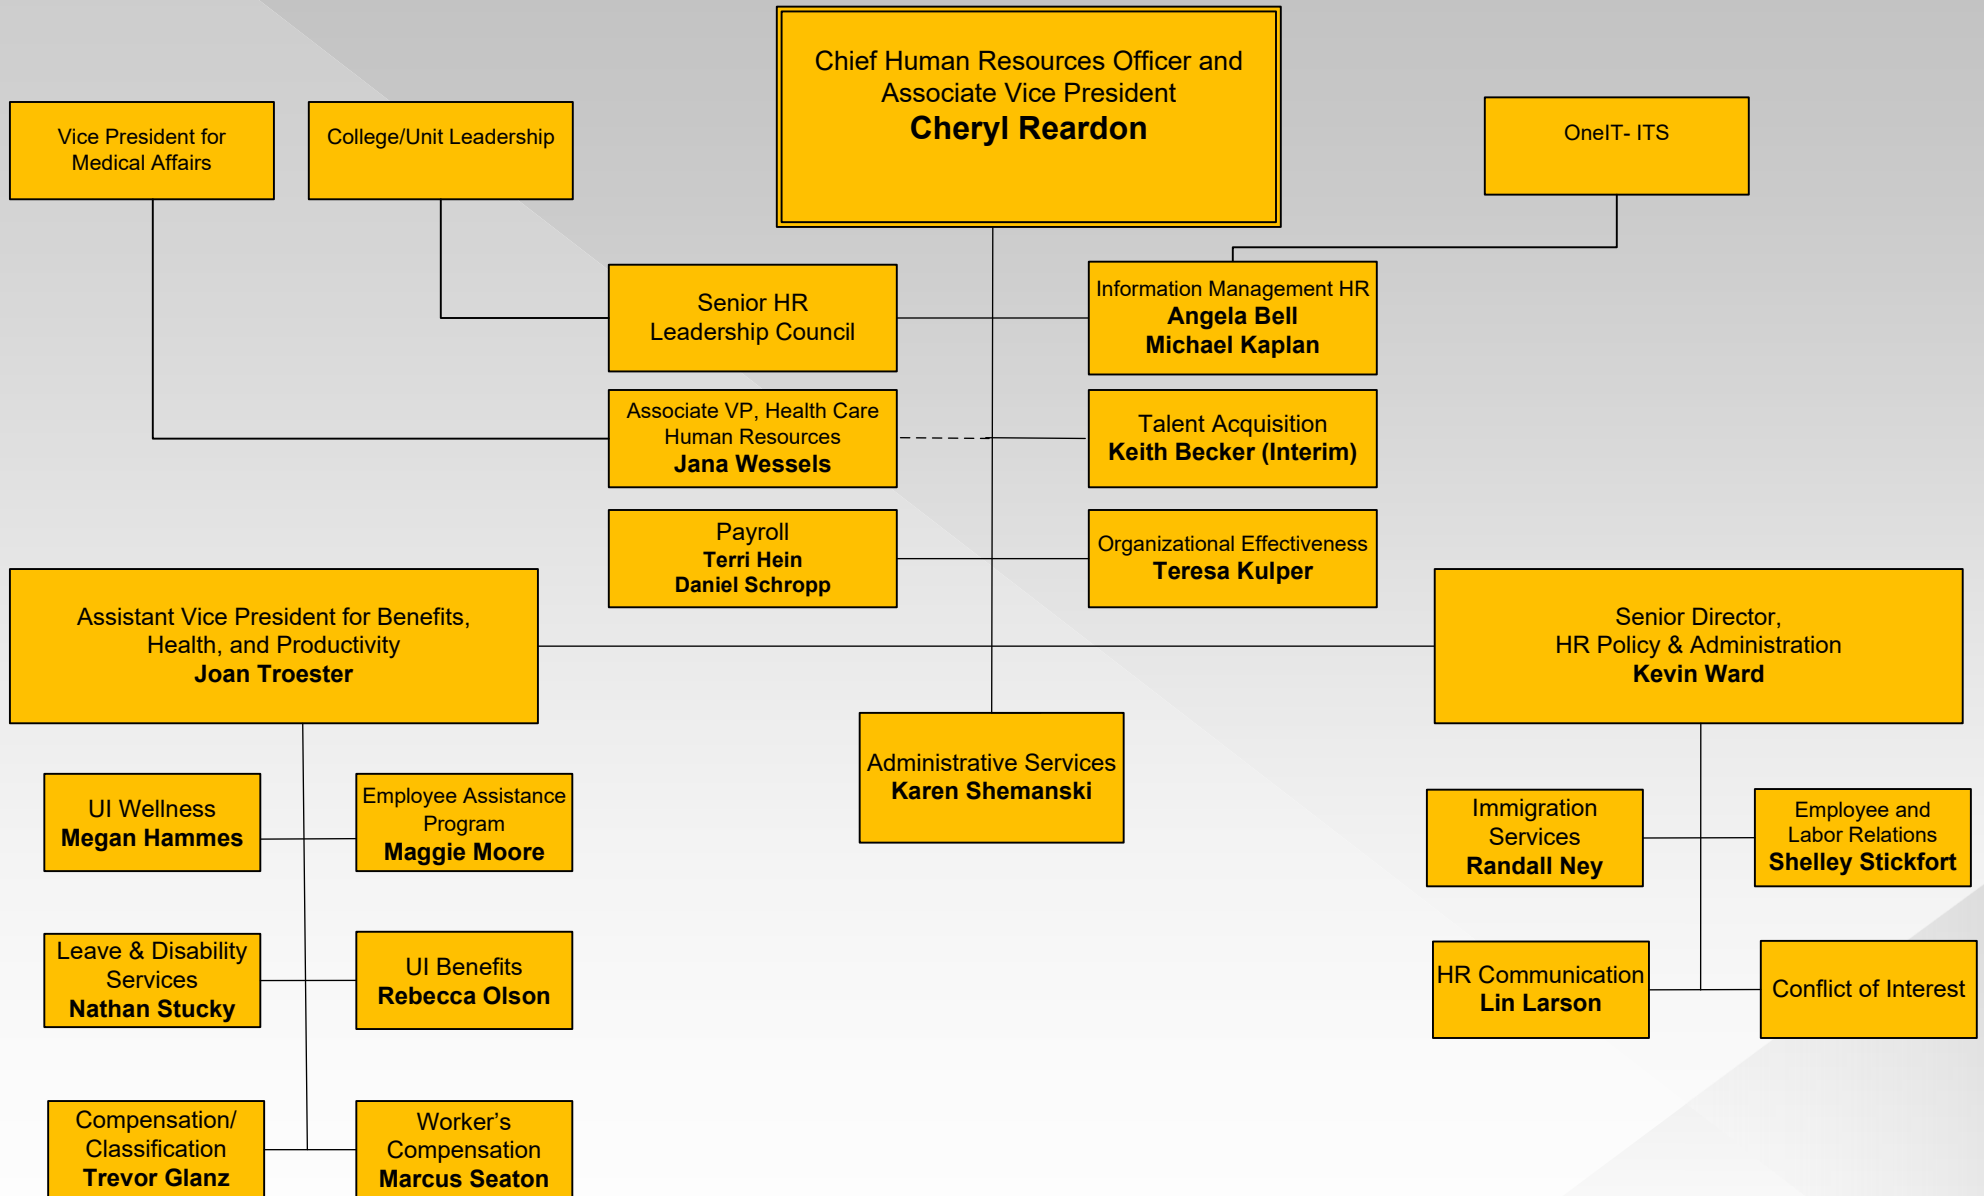 Chief Human Resources Officer and
Associate Vice President
Cheryl Reardon
Vice President for
Medical Affairs
College/Unit Leadership
OneIT- ITS
Senior HR
Leadership Council
Information Management HR
Angela Bell
Michael Kaplan
Associate VP, Health Care
Human Resources
Jana Wessels
Talent Acquisition
Keith Becker (Interim)
Payroll
Terri Hein
Daniel Schropp
Organizational Effectiveness
Teresa Kulper
Assistant Vice President for Benefits,
Health, and Productivity
Joan Troester
Senior Director,
HR Policy & Administration
Kevin Ward
Administrative Services
Karen Shemanski
UI Wellness
Megan Hammes
Employee Assistance
Program
Maggie Moore
Immigration
Services
Randall Ney
Employee and
Labor Relations
Shelley Stickfort
Leave & Disability
Services
Nathan Stucky
UI Benefits
Rebecca Olson
HR Communication
Lin Larson
Conflict of Interest
Compensation/
Classification
Trevor Glanz
Worker’s
Compensation
Marcus Seaton